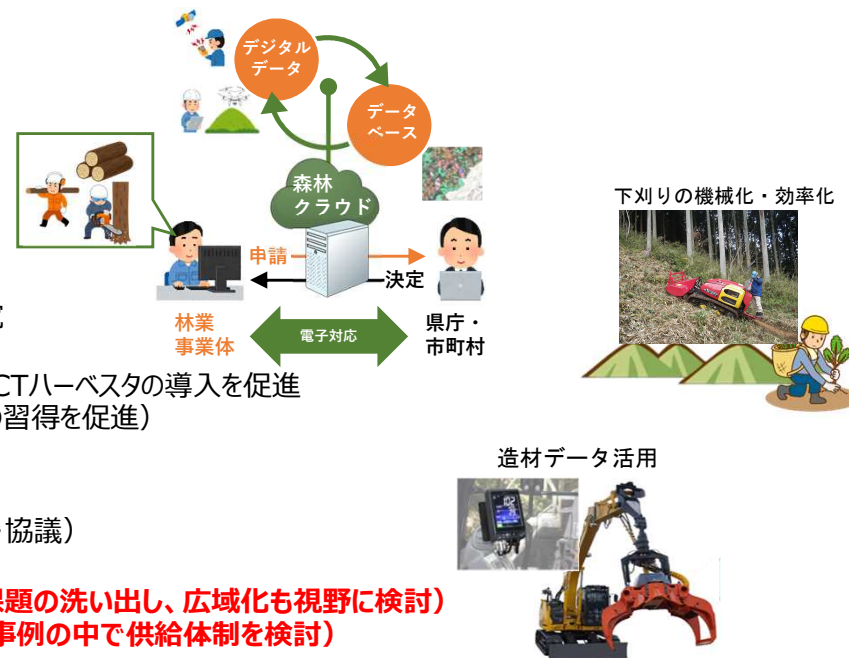 デジタル
データ
データ
ベース
森林
クラウド
下刈りの機械化・効率化
申請
決定
林業
事業体
電子対応
県庁・
市町村
CTハーベスタの導入を促進
習得を促進）
造材データ活用
協議）
題の洗い出し、広域化も視野に検討）
事例の中で供給体制を検討）